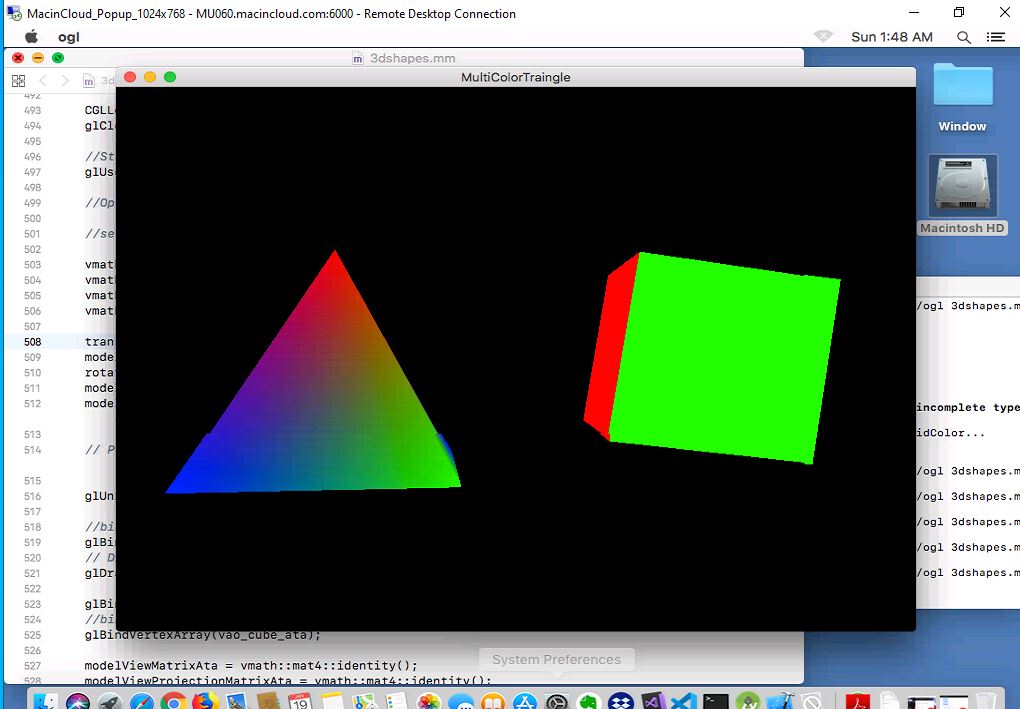 MacinCloud_Popup_1024x768 - MU060.macincloud.com:6000 - Remote Desktop Connection
ogl
Sun 1:48 AM
3dshapes.mm
MultiColorTraingle
Window
Macintosh HD
492
493 CGLL
494 glCl
495
496 //St
497 glUs
498
499 //Op
500
501 //se
502
503 vmat
504 vmat
505 vmat
506 vmat
507
508 tran
509 mode
510 rota
511 mode
512 mode
513
514 // P
515
516 glUn
517
518 //bi
519 glBi
520 // D
521 glDr
522
523 glBi
524 //bi
525 glBindVertexArray(vao_cube_ata);
526
527 modelViewMatrixAta = vmath::mat4::identity();
528 modelViewProjectionMatrixAta = vmath::mat4::identity();
/ogl 3dshapes.m
incomplete type
idColor...
/ogl 3dshapes.m
/ogl 3dshapes.m
/ogl 3dshapes.m
/ogl 3dshapes.m
/ogl 3dshapes.m
System Preferences
JAN
19